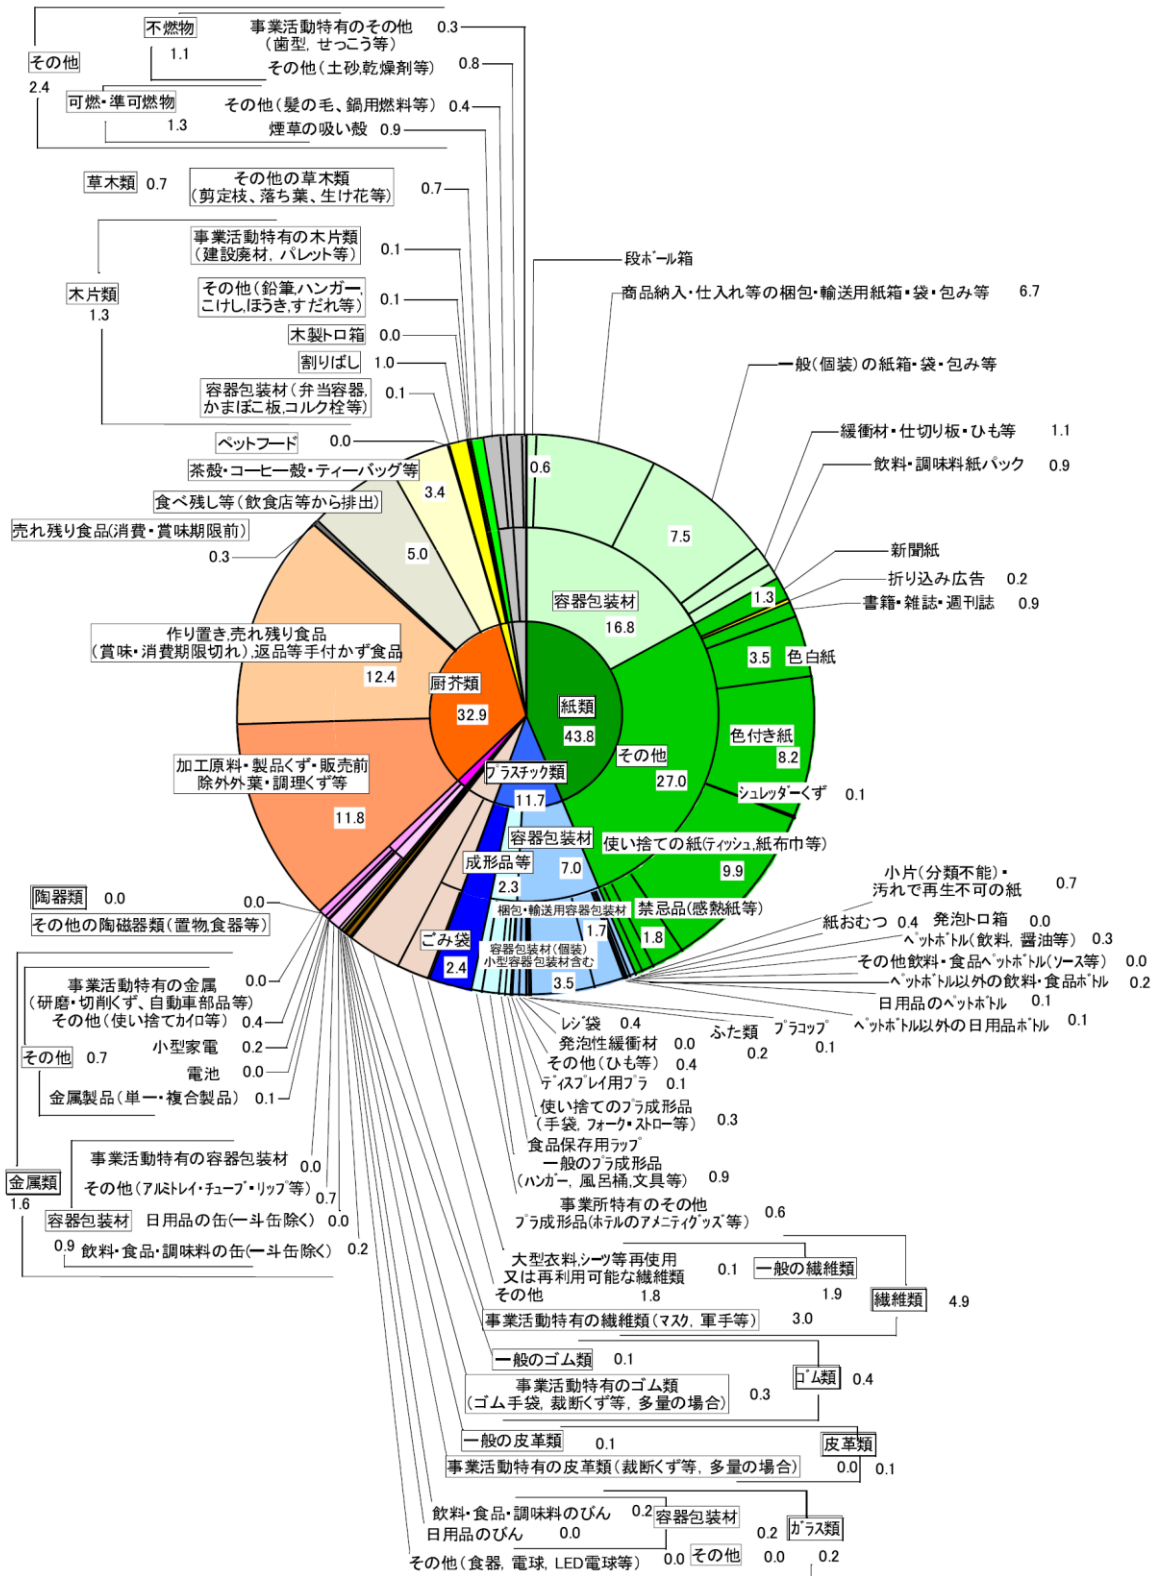 不燃物
事業活動特有のその他
(歯型, せっこう等)
0.3
1.1
その他(土砂,乾燥剤等) 0.8
その他
2.4
可燃・準可燃物
1.3
その他(髪の毛、鍋用燃料等) 0.4
煙草の吸い殻 0.9
草木類 0.7
その他の草木類
(剪定枝、落ち葉、生け花等)
0.7
事業活動特有の木片類
(建設廃材, パレット等)
0.1
木片類
1.3
その他(鉛筆,ハンガー,
こけし,ほうき,すだれ等)
0.1
木製トロ箱 0.0
割りばし 1.0
容器包装材(弁当容器,
かまぼこ板,コルク栓等)
0.1
段ボール箱
商品納入・仕入れ等の梱包・輸送用紙箱・袋・包み等 6.7
一般(個装)の紙箱・袋・包み等
緩衝材・仕切り板・ひも等 1.1
飲料・調味料紙パック 0.9
新聞紙
折り込み広告 0.2
書籍・雑誌・週刊誌 0.9
ペットフード 0.0
茶殻・コーヒー殻・ティーバッグ等
3.4
食べ残し等(飲食店等から排出)
売れ残り食品(消費・賞味期限前)
0.3
5.0
0.6
7.5
1.3
容器包装材
16.8
3.5
色白紙
作り置き,売れ残り食品
(賞味・消費期限切れ),返品等手付かず食品
12.4
厨芥類
32.9
紙類
43.8
その他
27.0
色付き紙
8.2
シュレッダーくず 0.1
加工原料・製品くず・販売前
除外外葉・調理くず等
11.8
プラスチック類
11.7
容器包装材
7.0
成形品等
2.3
使い捨ての紙(ティッシュ,紙布巾等)
9.9
禁忌品(感熱紙等)
1.8
梱包・輸送用容器包装材
1.7
容器包装材(個装)
小型容器包装材含む
3.5
ごみ袋
2.4
小片(分類不能)・
汚れで再生不可の紙
0.7
紙おむつ 0.4
発泡トロ箱 0.0
ペットボトル(飲料, 醤油等) 0.3
その他飲料・食品ペットボトル(ソース等) 0.0
ペットボトル以外の飲料・食品ボトル 0.2
日用品のペットボトル 0.1
ペットボトル以外の日用品ボトル 0.1
陶器類 0.0
0.0
その他の陶磁器類(置物,食器等)
事業活動特有の金属
(研磨・切削くず、自動車部品等)
0.0
その他(使い捨てカイロ等) 0.4
小型家電 0.2
その他 0.7
電池 0.0
金属製品(単一・複合製品) 0.1
事業活動特有の容器包装材 0.0
金属類
1.6
その他(アルミトレイ・チューブ・リップ等) 0.7
容器包装材
0.9
日用品の缶(一斗缶除く) 0.0
飲料・食品・調味料の缶(一斗缶除く) 0.2
レジ袋 0.4
発泡性緩衝材 0.0
その他(ひも等) 0.4
ディスプレイ用プラ 0.1
ふた類
0.2
プラコップ
0.1
使い捨てのプラ成形品
(手袋, フォーク・ストロー等)
0.3
食品保存用ラップ
一般のプラ成形品
(ハンガー, 風呂桶,文具等)
0.9
事業所特有のその他
プラ成形品(ホテルのアメニティグッズ等)
0.6
大型衣料,シーツ等再使用
又は再利用可能な繊維類
0.1
その他 1.8
一般の繊維類
1.9
繊維類 4.9
事業活動特有の繊維類(マスク, 軍手等) 3.0
一般のゴム類 0.1
事業活動特有のゴム類
(ゴム手袋, 裁断くず等, 多量の場合)
0.3
ゴム類 0.4
一般の皮革類 0.1
事業活動特有の皮革類(裁断くず等, 多量の場合) 0.0
皮革類
0.1
飲料・食品・調味料のびん 0.2
日用品のびん 0.0
容器包装材
0.2
ガラス類
0.2
その他(食器, 電球, LED電球等) 0.0
その他 0.0